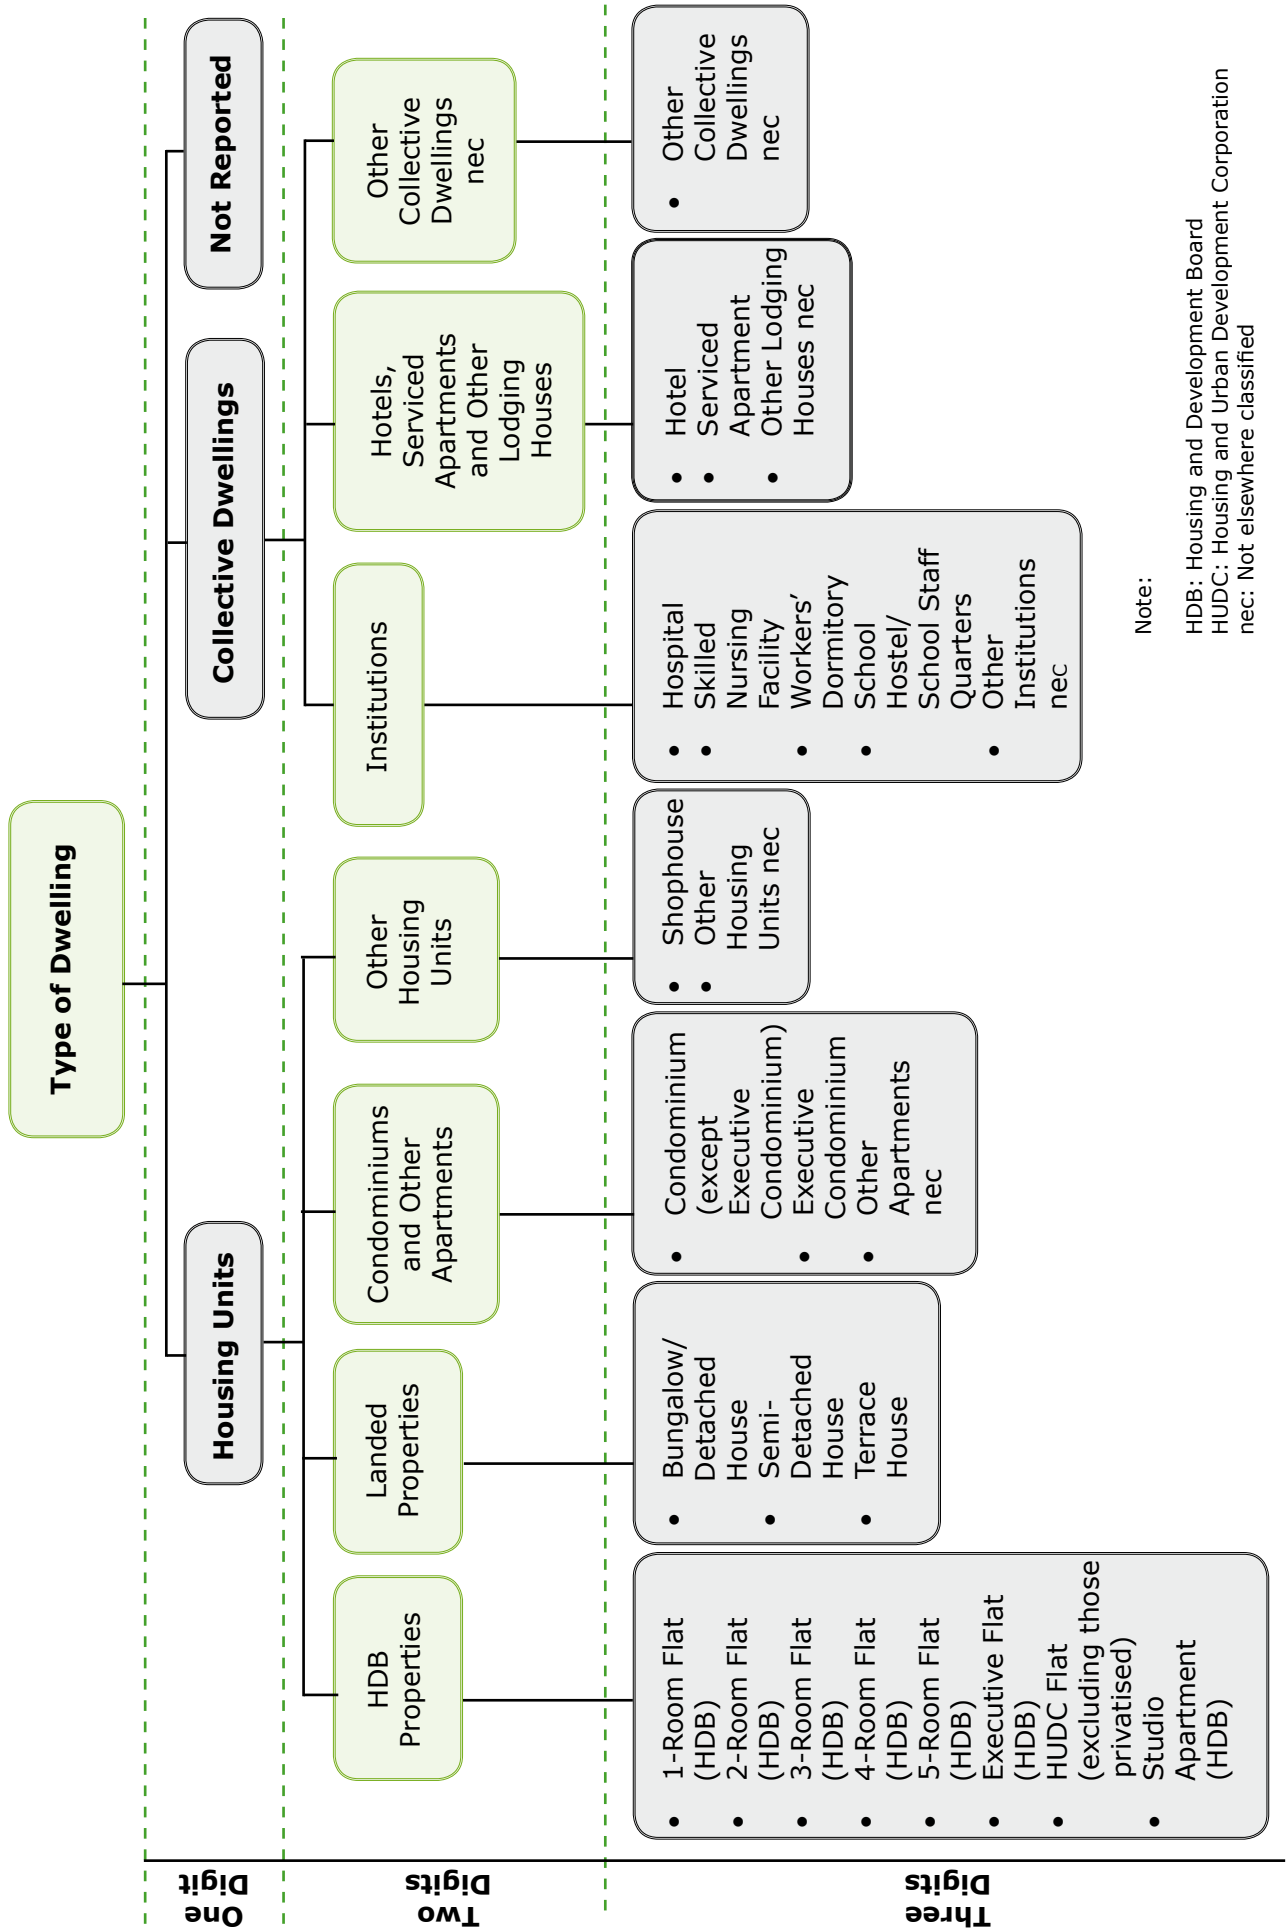 Type of Dwelling
One
Digit
Housing Units
Collective Dwellings
Not Reported
Two
Digits
HDB
Properties
Landed
Properties
Condominiums
and Other
Apartments
Other
Housing
Units
Institutions
Hotels,
Serviced
Apartments
and Other
Lodging
Houses
Other
Collective
Dwellings
nec
Three
Digits
• 1-Room Flat
(HDB)
• 2-Room Flat
(HDB)
• 3-Room Flat
(HDB)
• 4-Room Flat
(HDB)
• 5-Room Flat
(HDB)
• Executive Flat
(HDB)
• HUDC Flat
(excluding those
privatised)
• Studio
Apartment
(HDB)
• Bungalow/
Detached
House
• Semi-
Detached
House
• Terrace
House
• Condominium
(except
Executive
Condominium)
• Executive
Condominium
• Other
Apartments
nec
• Shophouse
• Other
Housing
Units nec
• Hospital
• Skilled
Nursing
Facility
• Workers’
Dormitory
• School
Hostel/
School Staff
Quarters
• Other
Institutions
nec
• Hotel
• Serviced
Apartment
• Other Lodging
Houses nec
• Other
Collective
Dwellings
nec
Note:
HDB: Housing and Development Board
HUDC: Housing and Urban Development Corporation
nec: Not elsewhere classified